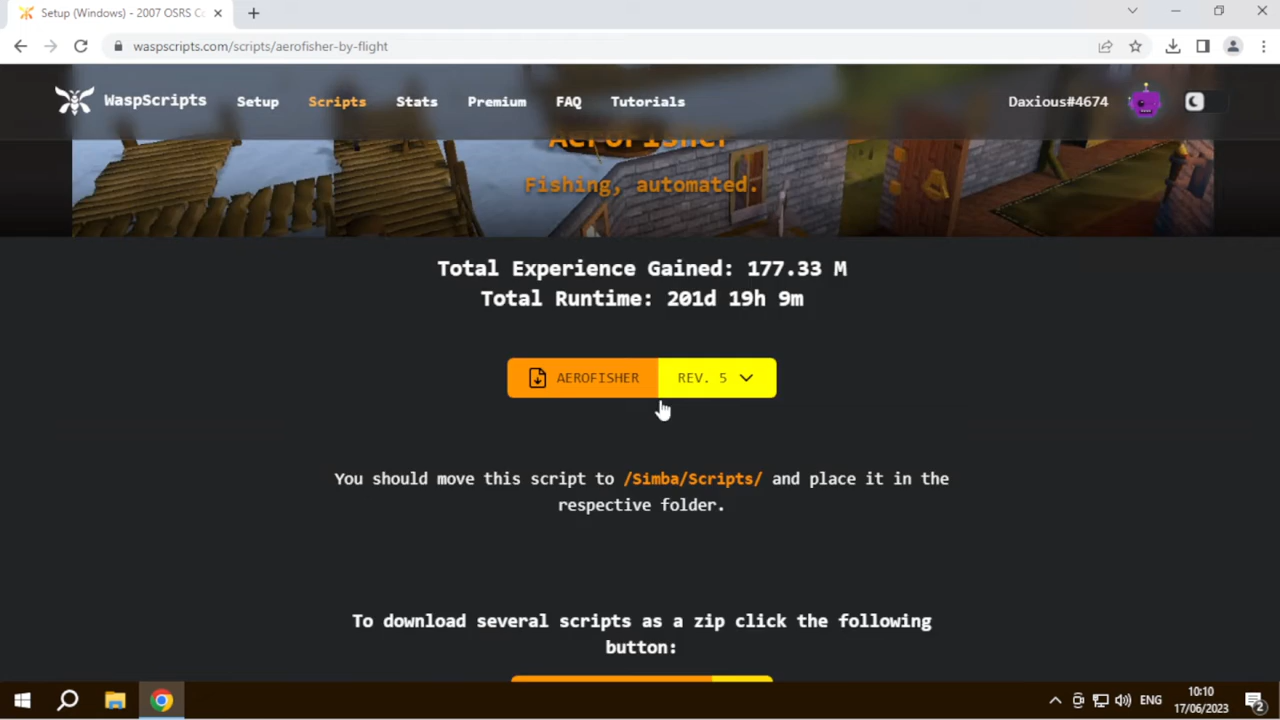 Setup (Windows) - 2007 OSRS Co
waspscripts.com/scripts/aerofisher-by-flight
WaspScripts Setup Scripts Stats Premium FAQ Tutorials Daxious#4674
AeroFisher
Fishing, automated.
Total Experience Gained: 177.33 M
Total Runtime: 201d 19h 9m
AEROFISHER REV. 5
You should move this script to /Simba/Scripts/ and place it in the
respective folder.
To download several scripts as a zip click the following
button:
ENG
10:10
17/06/2023
2